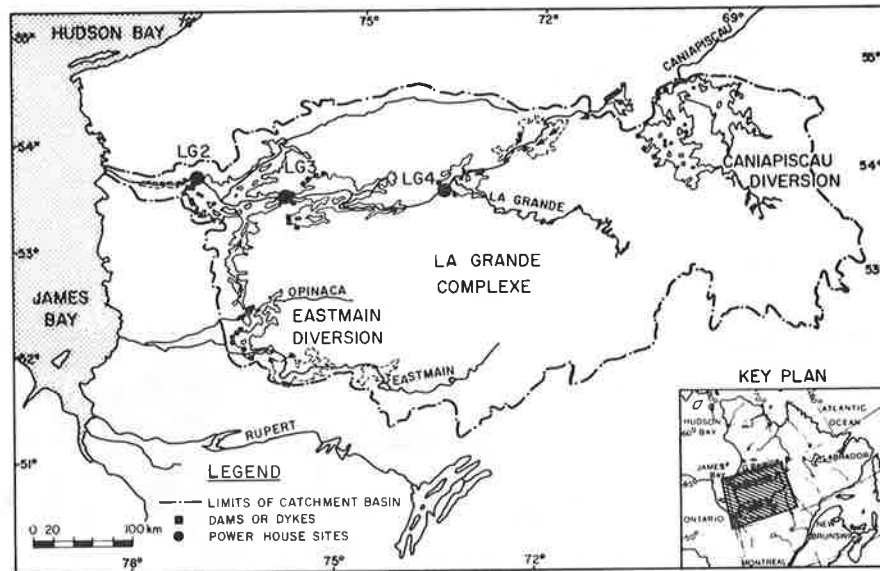 75°
72°
69°
55°
HUDSON BAY
CANIAPISCAU
55°
54°
LG2
LG3
LG4
CANIAPISCAU
DIVERSION
54°
LA GRANDE
53°
LA GRANDE
COMPLEXE
53°
JAMES
BAY
OPINACA
EASTMAIN
DIVERSION
52°
EASTMAIN
KEY PLAN
RUPERT
51°
LEGEND
LIMITS OF CATCHMENT BASIN
DAMS OR DYKES
POWER HOUSE SITES
0 20 100 km
78°
75°
72°
HUDSON
BAY
ATLANTIC
OCEAN
60°
JAMES
BAY
LABRADOR
ONTARIO
50°
NEW
BRUNSWICK
MONTREAL